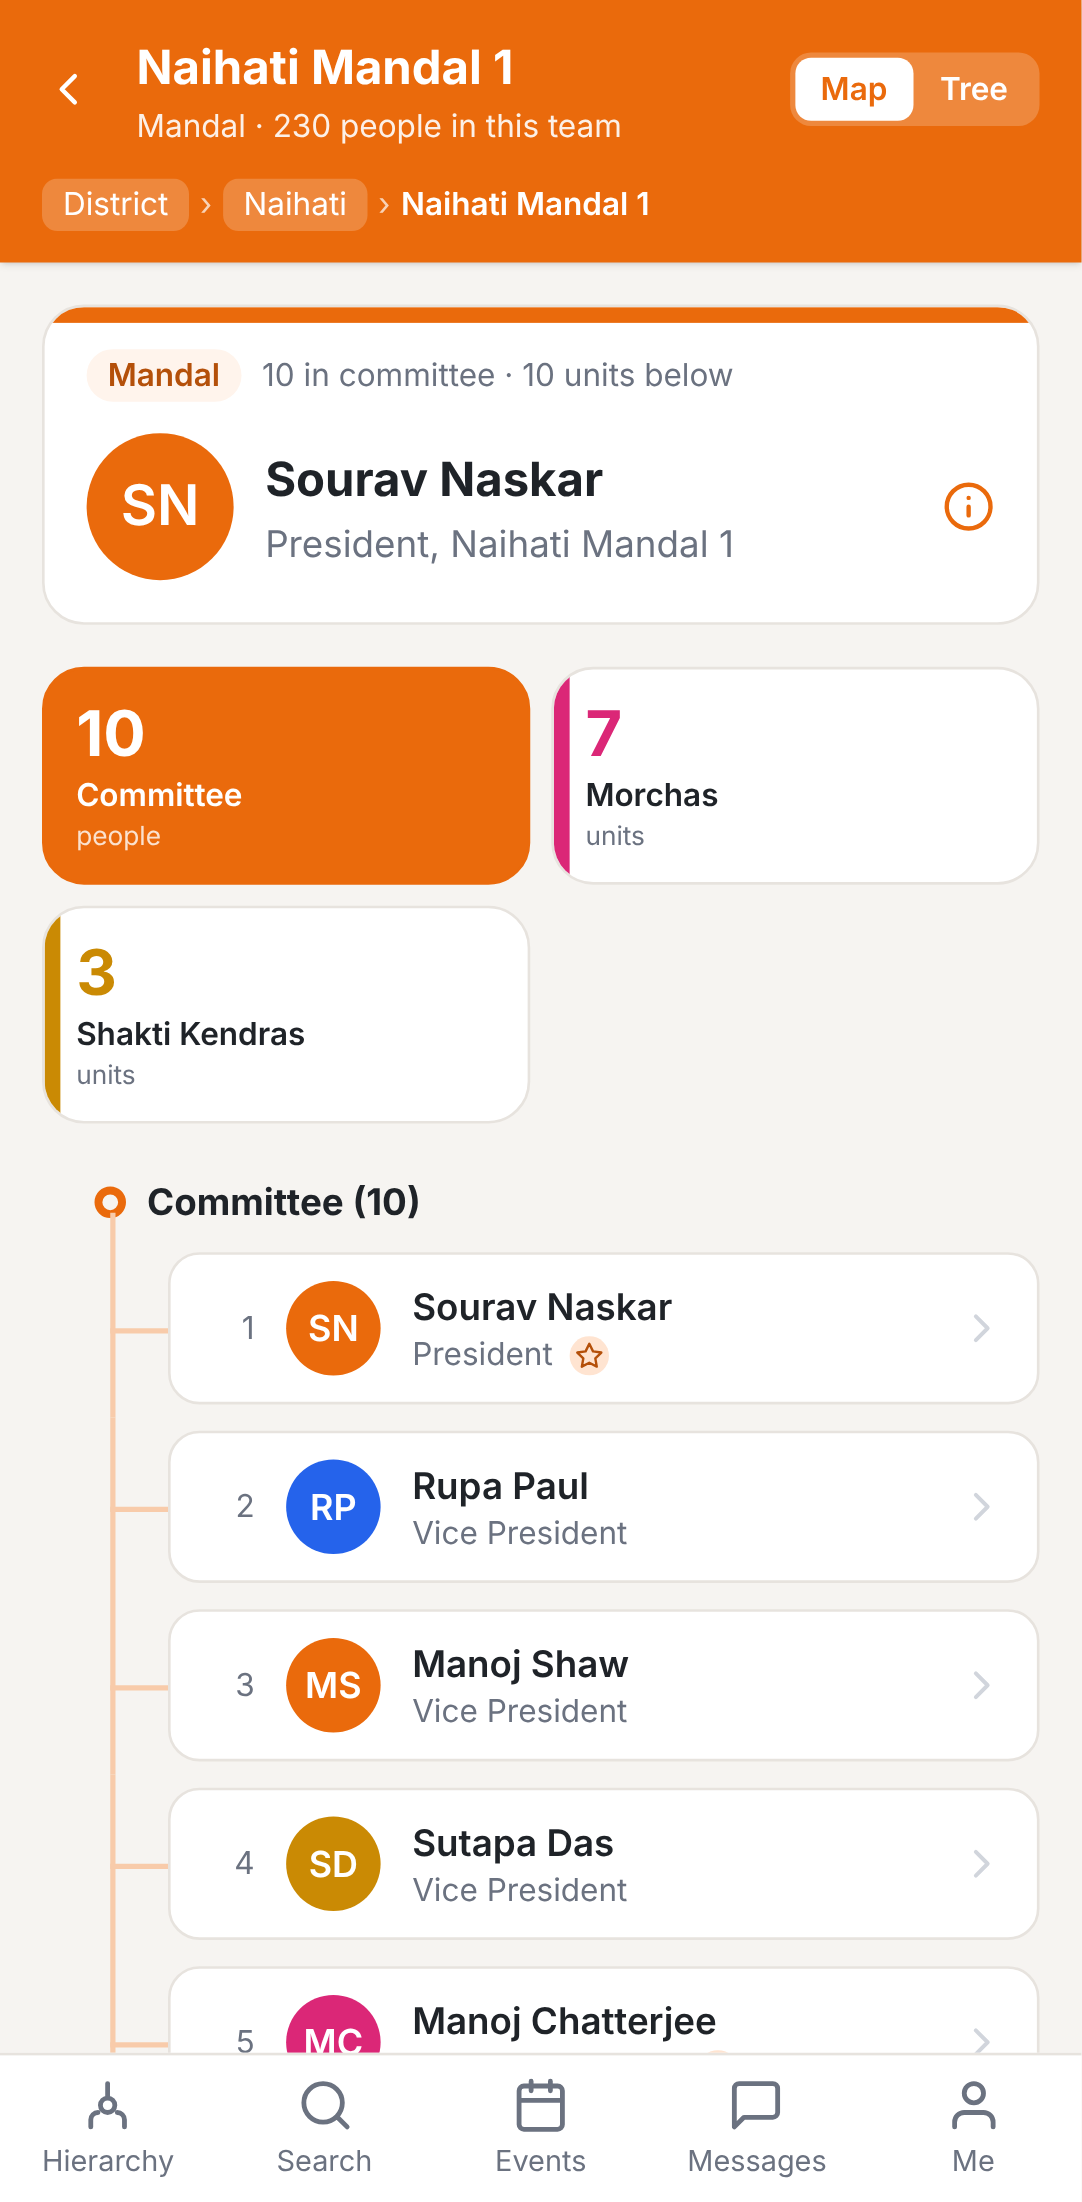 Naihati Mandal 1
Mandal · 230 people in this team
Map
Tree
District › Naihati › Naihati Mandal 1
Mandal
10 in committee · 10 units below
SN
Sourav Naskar
President, Naihati Mandal 1
10
Committee
people
7
Morchas
units
3
Shakti Kendras
units
Committee (10)
1
SN
Sourav Naskar
President
2
RP
Rupa Paul
Vice President
3
MS
Manoj Shaw
Vice President
4
SD
Sutapa Das
Vice President
5
MC
Manoj Chatterjee
Hierarchy
Search
Events
Messages
Me